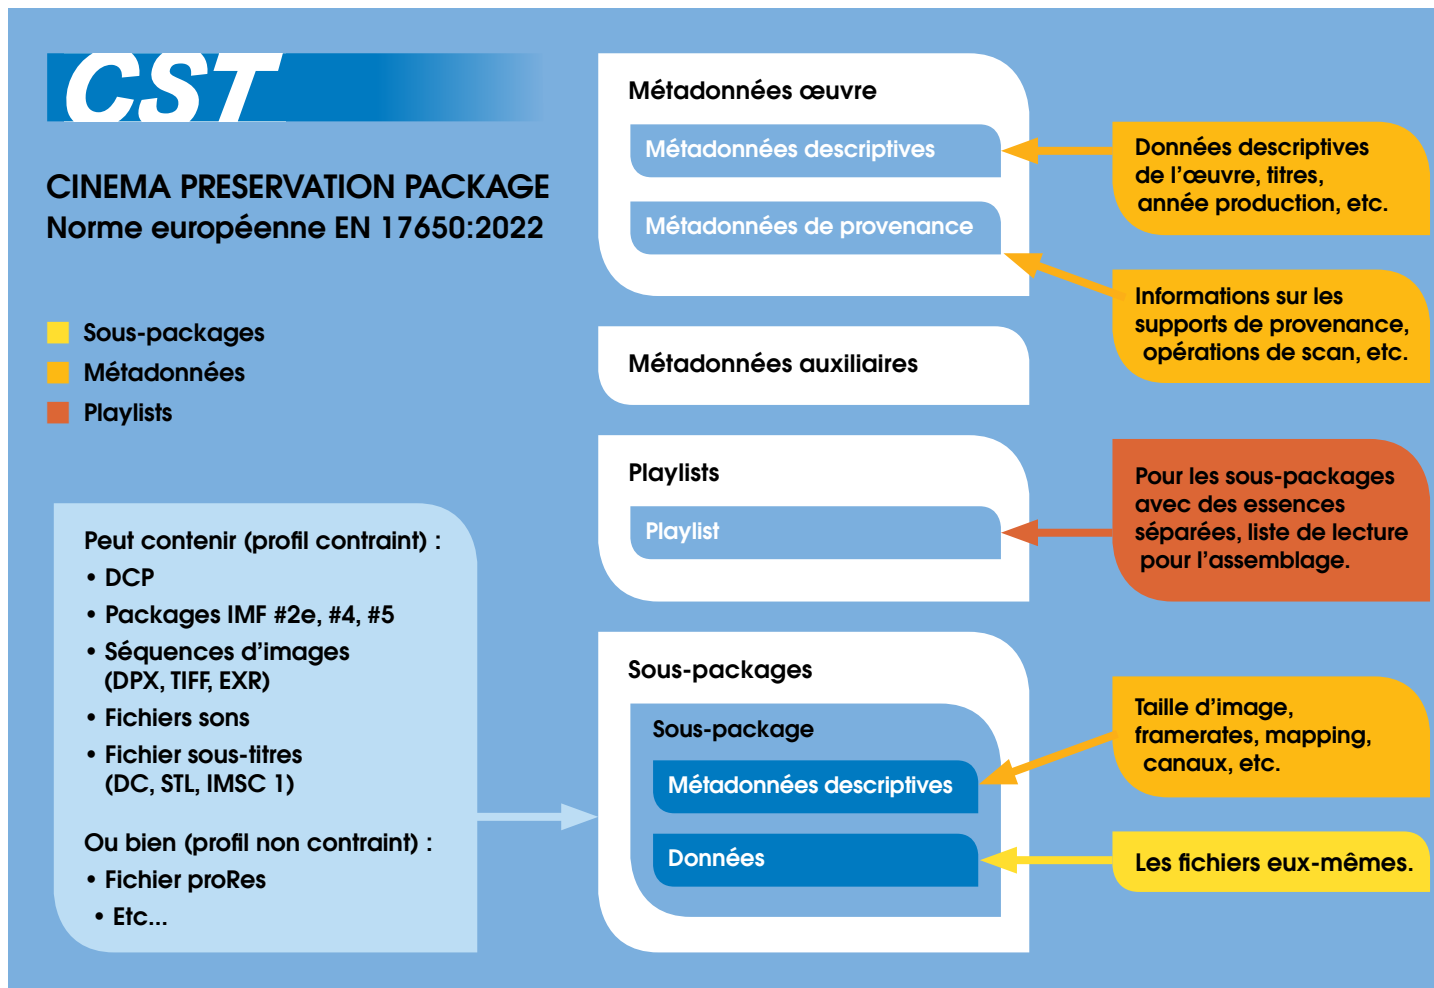 CST
CINEMA PRESERVATION PACKAGE
Norme européenne EN 17650:2022
Sous-packages
Métadonnées
Playlists
Peut contenir (profil contraint) :
• DCP
• Packages IMF #2e, #4, #5
• Séquences d'images
(DPX, TIFF, EXR)
• Fichiers sons
• Fichier sous-titres
(DC, STL, IMSC 1)
Ou bien (profil non contraint) :
• Fichier proRes
• Etc...
Métadonnées œuvre
Métadonnées descriptives
Métadonnées de provenance
Métadonnées auxiliaires
Playlists
Playlist
Sous-packages
Sous-package
Métadonnées descriptives
Données
Données descriptives
de l'œuvre, titres,
année production, etc.
Informations sur les
supports de provenance,
opérations de scan, etc.
Pour les sous-packages
avec des essences
séparées, liste de lecture
pour l'assemblage.
Taille d'image,
framerates, mapping,
canaux, etc.
Les fichiers eux-mêmes.